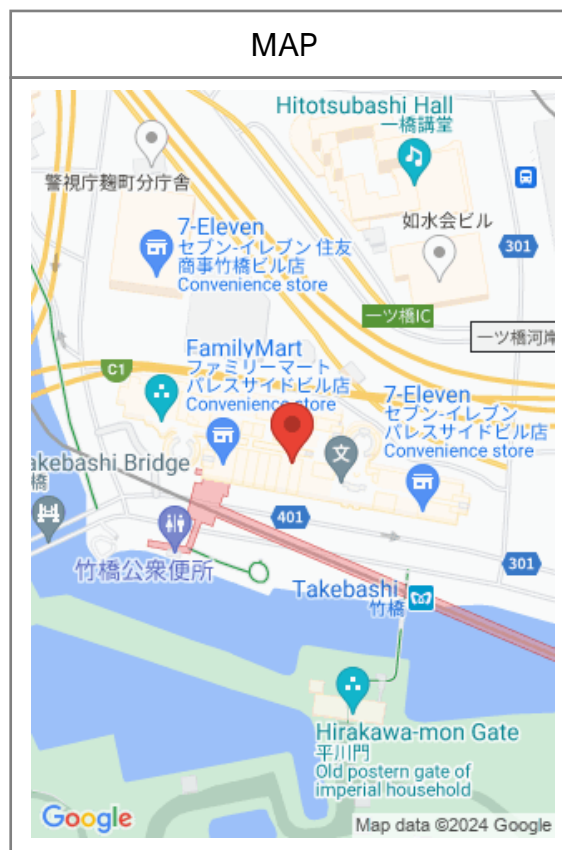 MAP
Hitotsubashi Hall
一橋講堂
警視庁麹町分庁舎
7-Eleven
セブン-イレブン 住友
商事竹橋ビル店
Convenience store
如水会ビル
301
一ツ橋IC
一ツ橋河岸
C1
FamilyMart
ファミリーマート
パレスサイドビル店
Convenience store
7-Eleven
セブン-イレブン
パレスサイドビル店
Convenience store
文
akebashi Bridge
橋
401
301
竹橋公衆便所
Takebashi
竹橋
Hirakawa-mon Gate
平川門
Old postern gate of
imperial household
Google
Map data ©2024 Google